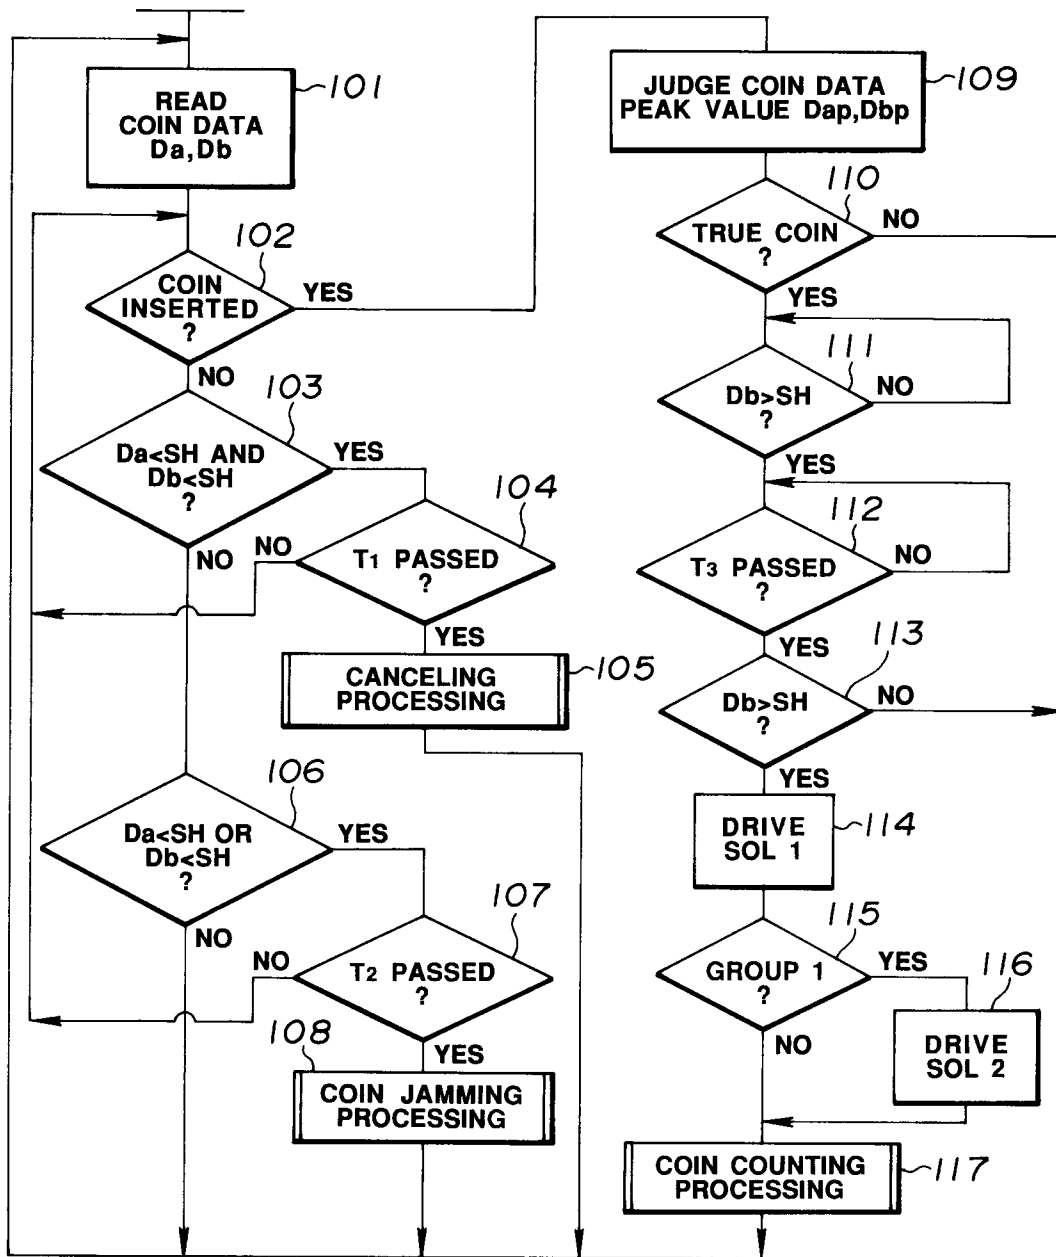 101
READ
COIN DATA
Da,Db
102
COIN
INSERTED
?
YES
NO
103
Da<SH AND
Db<SH
?
YES
NO
104
T1 PASSED
?
NO
YES
105
CANCELING
PROCESSING
106
Da<SH OR
Db<SH
?
YES
NO
107
T2 PASSED
?
NO
YES
108
COIN JAMMING
PROCESSING
109
JUDGE COIN DATA
PEAK VALUE Dap,Dbp
110
TRUE COIN
?
NO
YES
111
Db>SH
?
NO
YES
112
T3 PASSED
?
NO
YES
113
Db>SH
?
NO
YES
114
DRIVE
SOL 1
115
GROUP 1
?
YES
NO
116
DRIVE
SOL 2
117
COIN COUNTING
PROCESSING